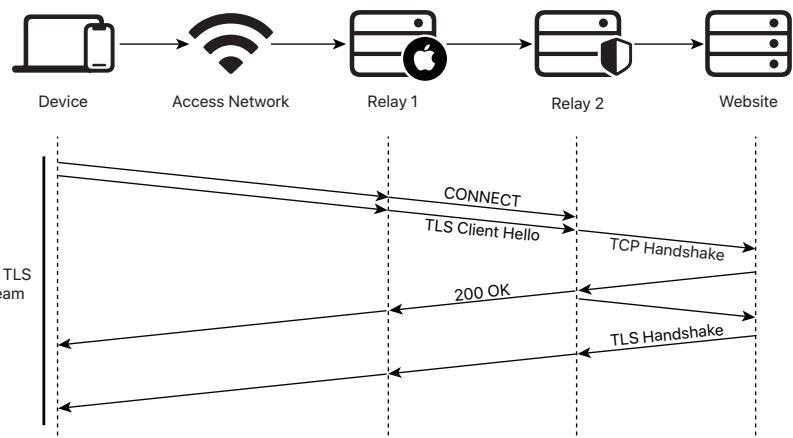 Device
Access Network
Relay 1
Relay 2
Website
CONNECT
TLS Client Hello
TCP Handshake
TLS
200 OK
TLS Handshake